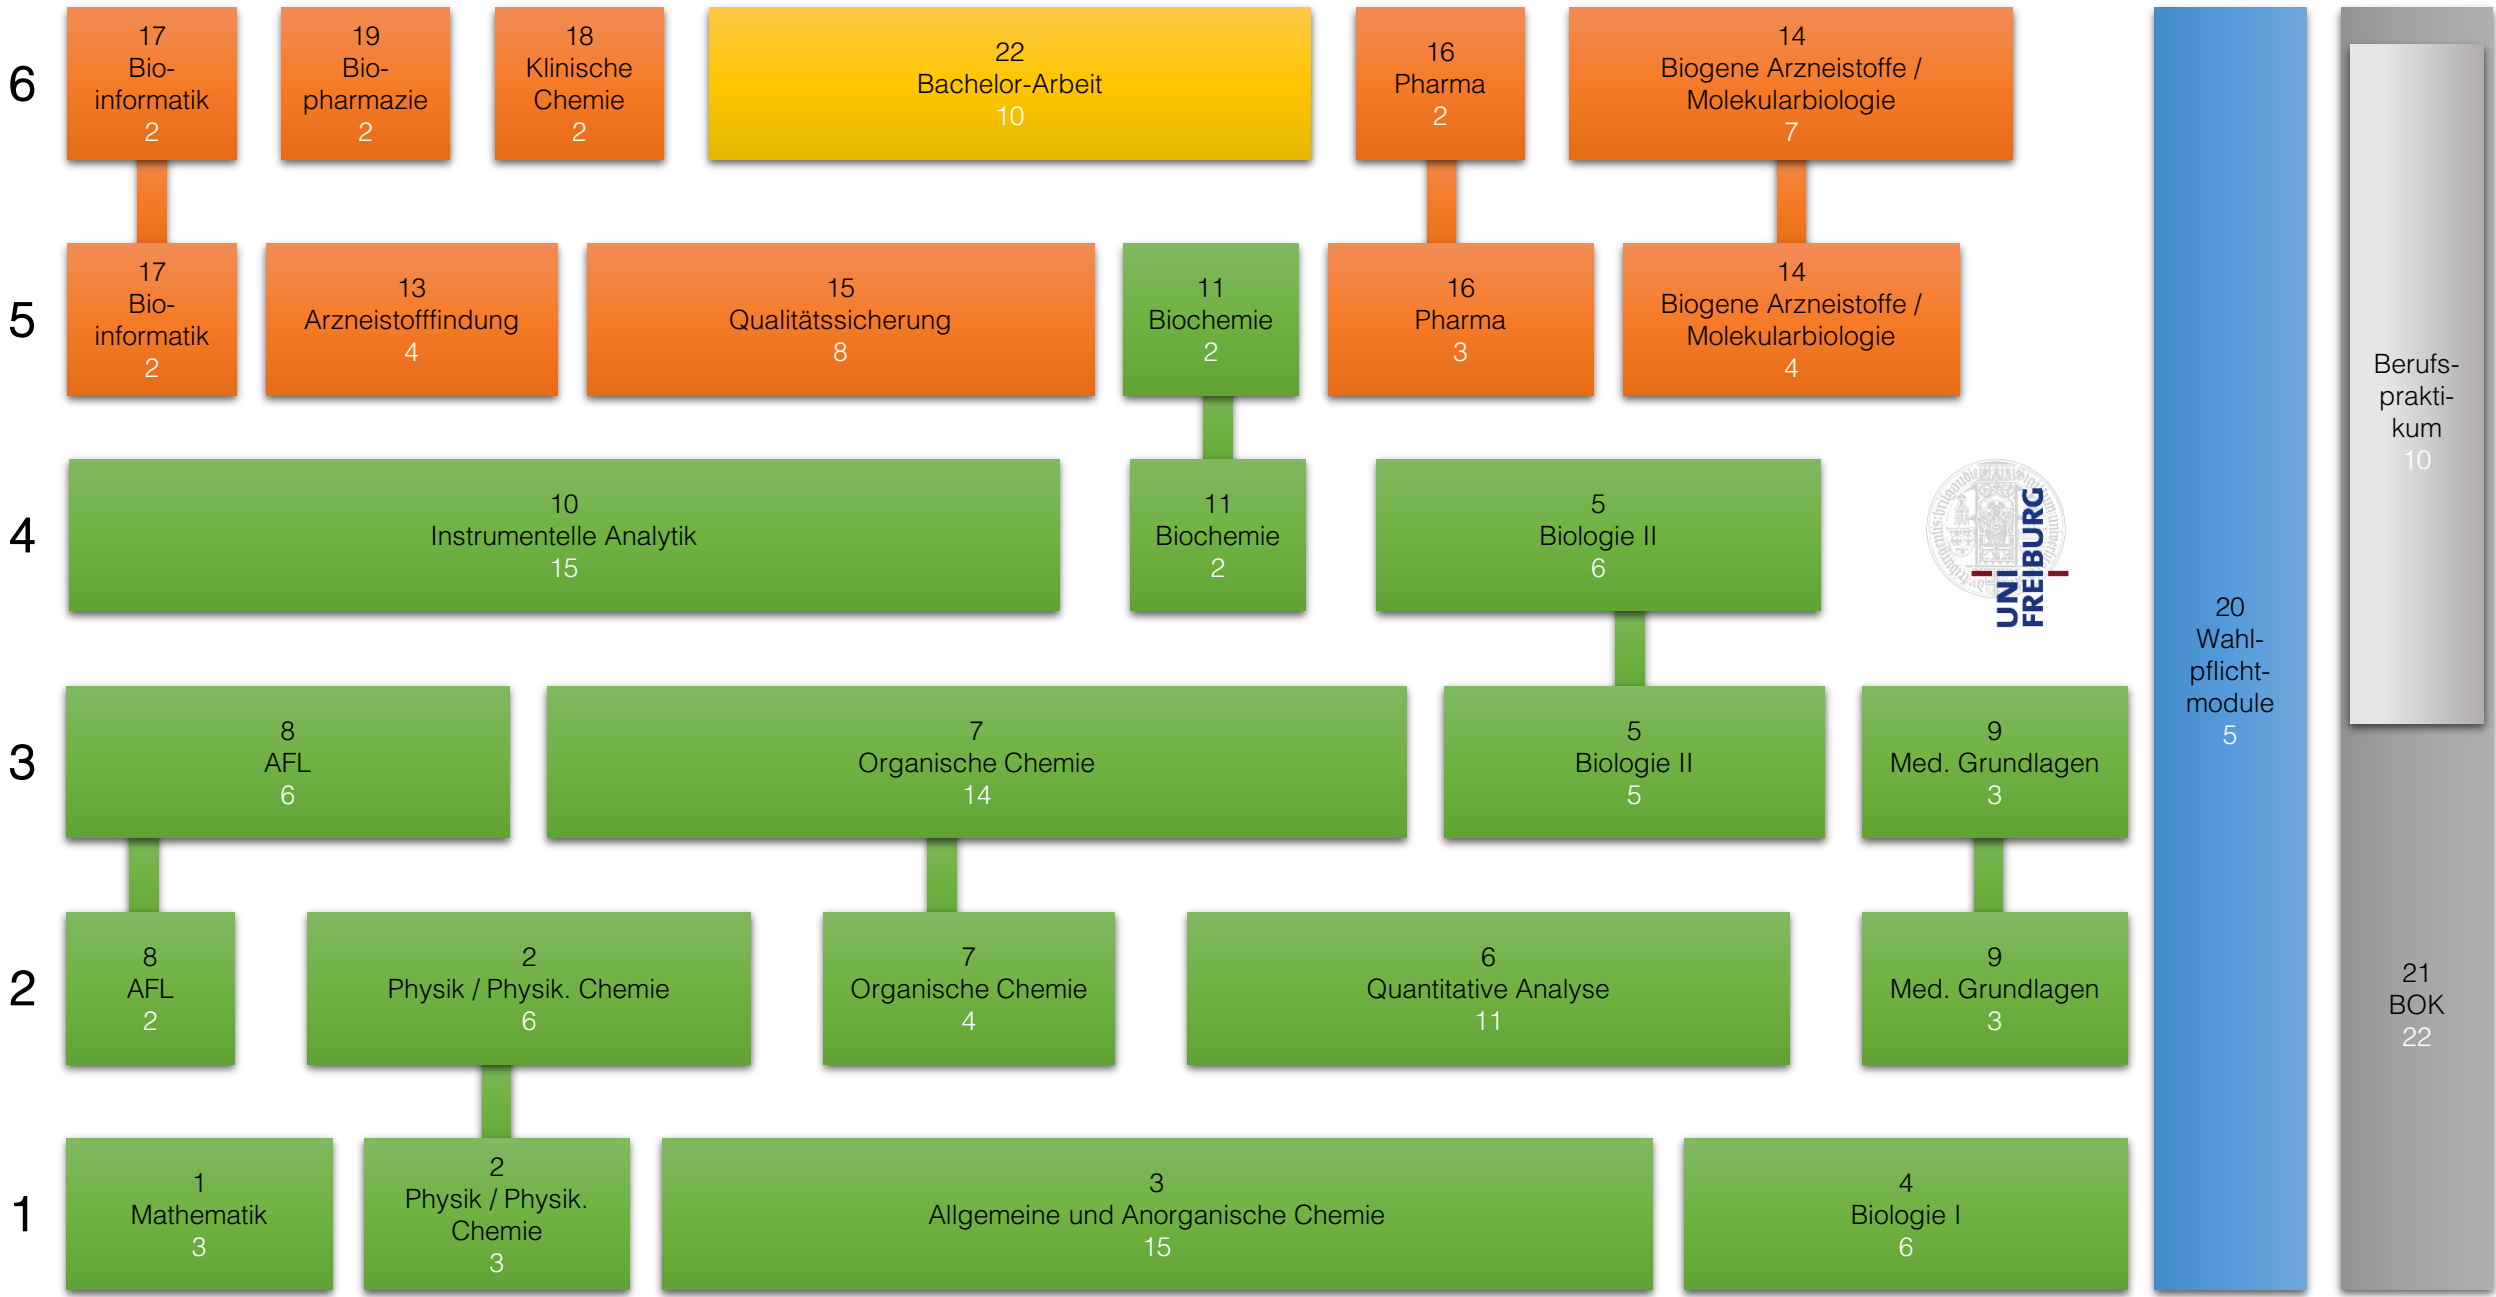 6
17
Bio-
informatik
2
19
Bio-
pharmazie
2
18
Klinische
Chemie
2
22
Bachelor-Arbeit
10
16
Pharma
2
14
Biogene Arzneistoffe /
Molekularbiologie
7
5
17
Bio-
informatik
2
13
Arzneistofffindung
4
15
Qualitätssicherung
8
11
Biochemie
2
16
Pharma
3
14
Biogene Arzneistoffe /
Molekularbiologie
4
4
10
Instrumentelle Analytik
15
11
Biochemie
2
5
Biologie II
6
UNI
FREIBURG
3
8
AFL
6
7
Organische Chemie
14
5
Biologie II
5
9
Med. Grundlagen
3
2
8
AFL
2
2
Physik / Physik. Chemie
6
7
Organische Chemie
4
6
Quantitative Analyse
11
9
Med. Grundlagen
3
1
1
Mathematik
3
2
Physik / Physik.
Chemie
3
3
Allgemeine und Anorganische Chemie
15
4
Biologie I
6
20
Wahl-
pflicht-
module
5
Berufs-
prakti-
kum
10
21
BOK
22